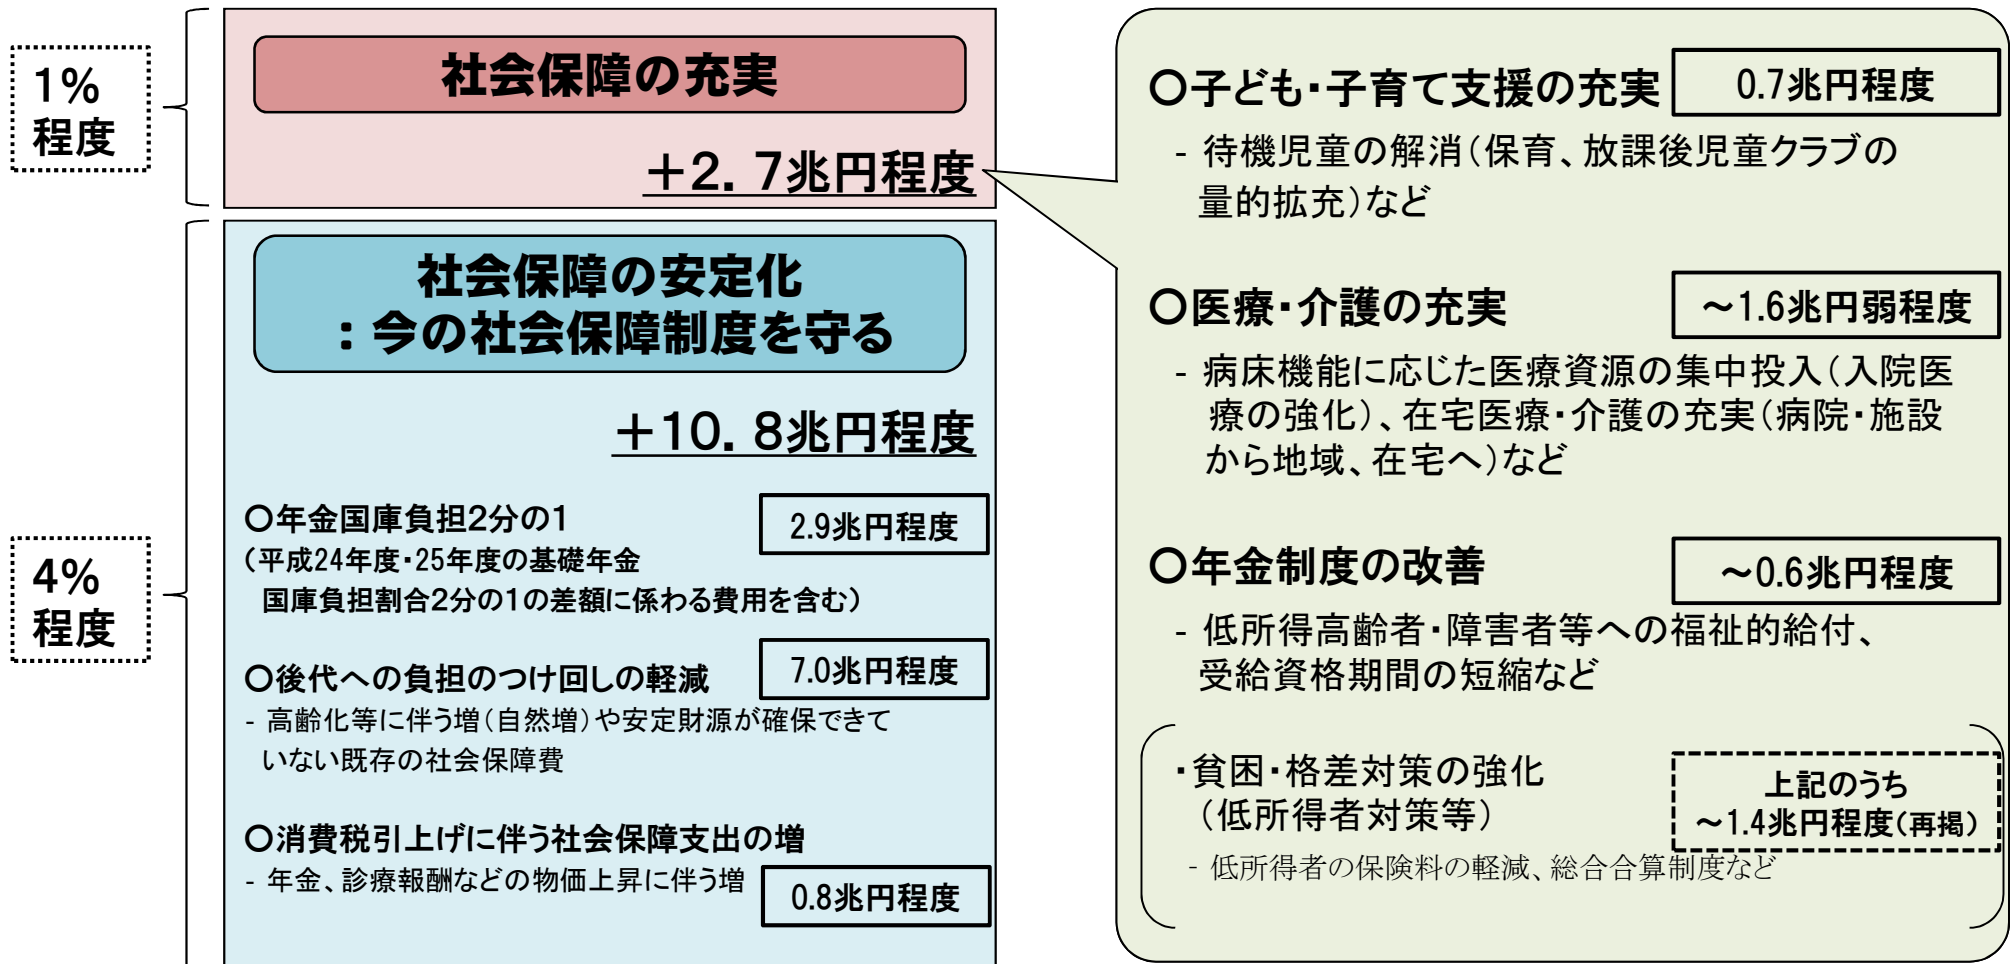 1%
程度
社会保障の充実
＋2．7兆円程度
4%
程度
社会保障の安定化
：今の社会保障制度を守る
＋10．8兆円程度
〇年金国庫負担2分の1
2.9兆円程度
（平成24年度・25年度の基礎年金
国庫負担割合2分の1の差額に係わる費用を含む）
〇後代への負担のつけ回しの軽減
7.0兆円程度
- 高齢化等に伴う増（自然増）や安定財源が確保できて
いない既存の社会保障費
〇消費税引上げに伴う社会保障支出の増
- 年金、診療報酬などの物価上昇に伴う増
0.8兆円程度
〇子ども・子育て支援の充実
0.7兆円程度
- 待機児童の解消（保育、放課後児童クラブの
量的拡充）など
〇医療・介護の充実
～1.6兆円弱程度
- 病床機能に応じた医療資源の集中投入（入院医
療の強化）、在宅医療・介護の充実（病院・施設
から地域、在宅へ）など
〇年金制度の改善
～0.6兆円程度
- 低所得高齢者・障害者等への福祉的給付、
受給資格期間の短縮など
・貧困・格差対策の強化
（低所得者対策等）
上記のうち
～1.4兆円程度（再掲）
- 低所得者の保険料の軽減、総合合算制度など